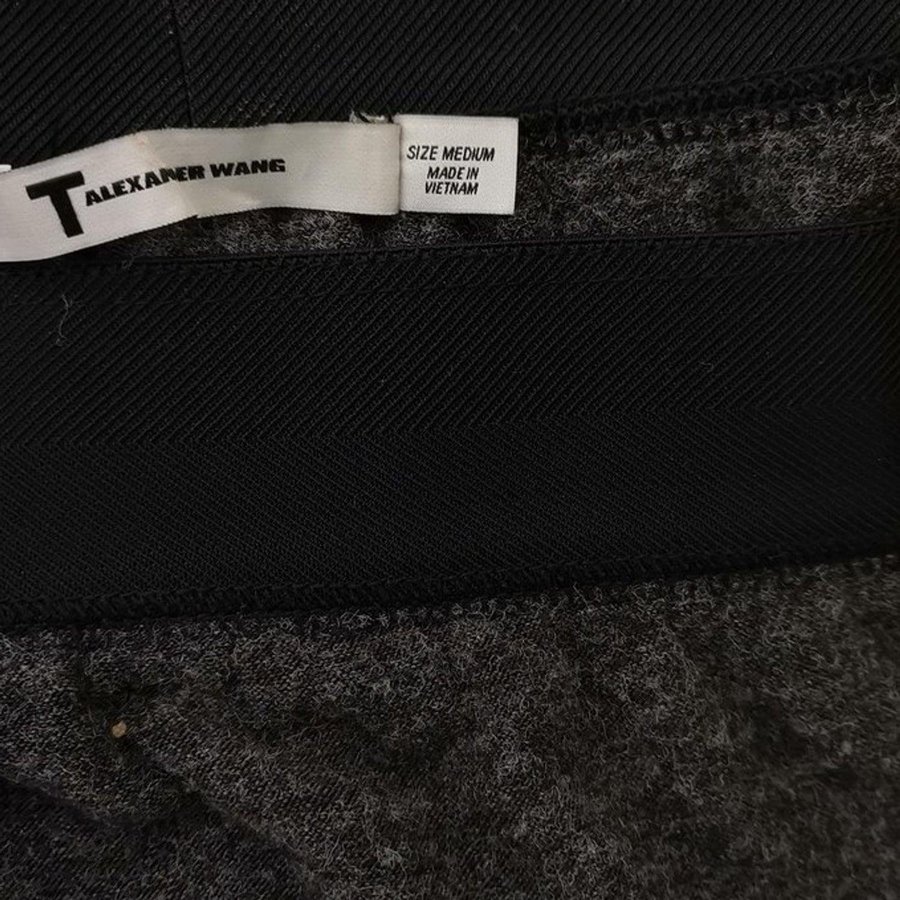 T ALEXANER WANG
SIZE MEDIUM
MADE IN
VIETNAM